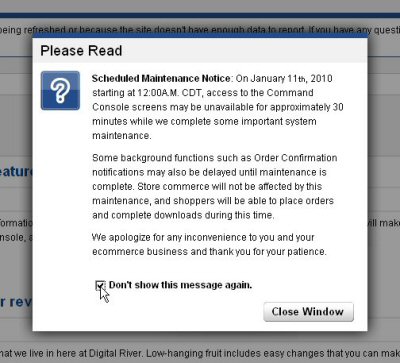 being refreshed or because the site doesn't have enough data to report. If you have any questi
Please Read
Scheduled Maintenance Notice: On January 11th, 2010
starting at 12:00A.M. CDT, access to the Command
Console screens may be unavailable for approximately 30
minutes while we complete some important system
maintenance.
eatur
Some background functions such as Order Confirmation
notifications may also be delayed until maintenance is
complete. Store commerce will not be affected by this
maintenance, and shoppers will be able to place orders
and complete downloads during this time.
formatio
will make
onsole, a
We apologize for any inconvenience to you and your
ecommerce business and thank you for your patience.
Don't show this message again.
r rev
Close Window
hat we live in here at Digital River. Low-hanging fruit includes easy changes that you can mak